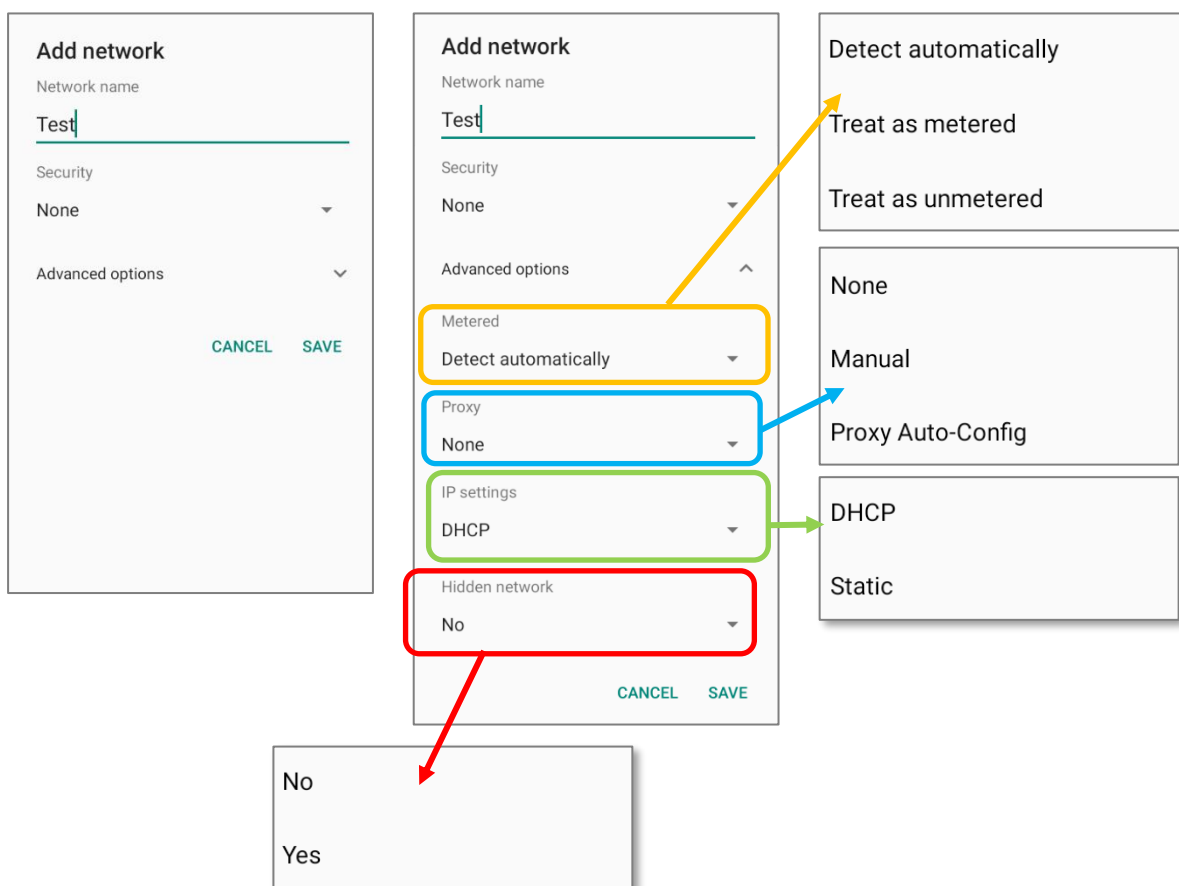 Add network
Network name
Test
Security
None
Advanced options
CANCEL SAVE
Add network
Network name
Test
Security
None
Advanced options
Metered
Detect automatically
Proxy
None
IP settings
DHCP
Hidden network
No
CANCEL SAVE
Detect automatically
Treat as metered
Treat as unmetered
None
Manual
Proxy Auto-Config
DHCP
Static
No
Yes